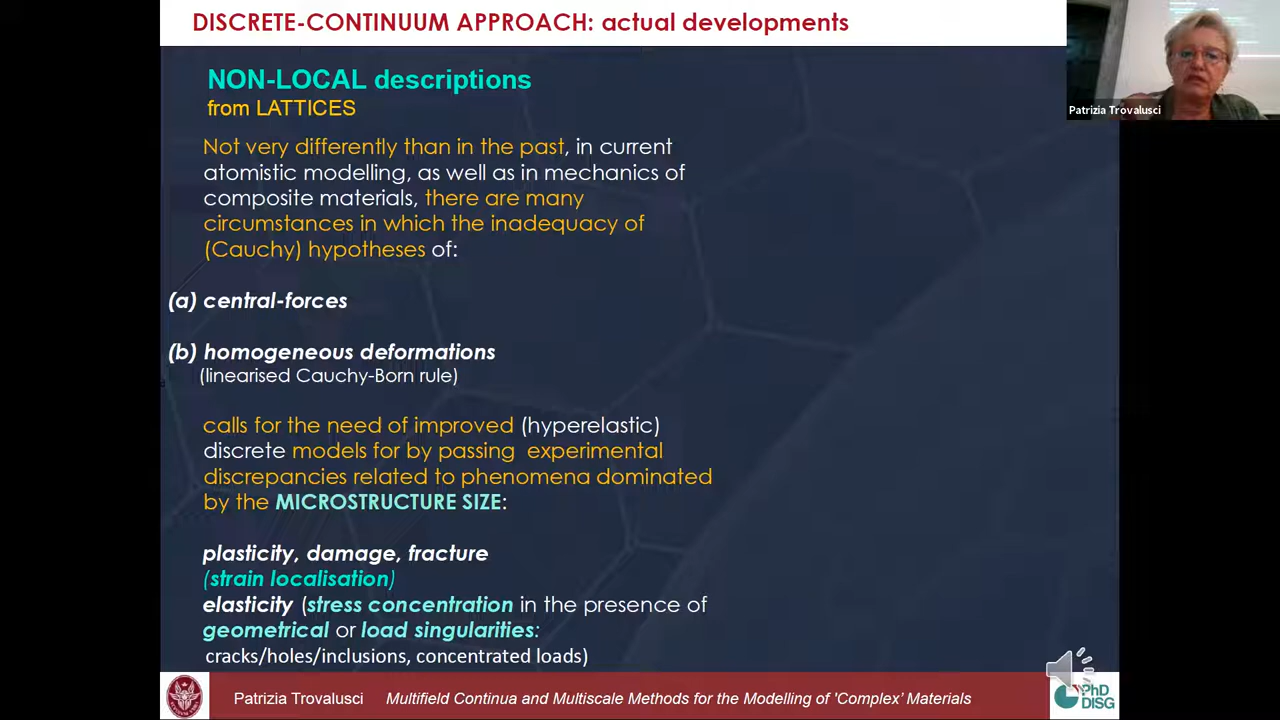 DISCRETE-CONTINUUM APPROACH: actual developments
Patrizia Trovalusci
NON-LOCAL descriptions
from LATTICES
Not very differently than in the past, in current
atomistic modelling, as well as in mechanics of
composite materials, there are many
circumstances in which the inadequacy of
(Cauchy) hypotheses of:
(a) central-forces
(b) homogeneous deformations
(linearised Cauchy-Born rule)
calls for the need of improved (hyperelastic)
discrete models for by passing experimental
discrepancies related to phenomena dominated
by the MICROSTRUCTURE SIZE:
plasticity, damage, fracture
(strain localisation)
elasticity (stress concentration in the presence of
geometrical or load singularities:
cracks/holes/inclusions, concentrated loads)
Patrizia Trovalusci Multifield Continua and Multiscale Methods for the Modelling of 'Complex' Materials
PhD
DISG